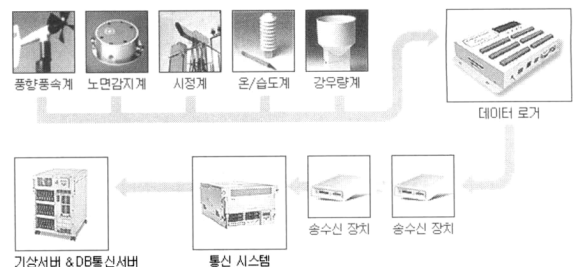 풍향풍속계
노면감지계
시정계
온/습도계
강우량계
데이터 로거
송수신 장치
송수신 장치
기상서버 &DB통신서버
통신 시스템